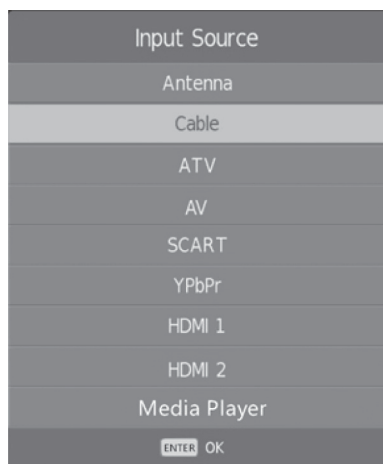 Input Source
Antenna
Cable
ATV
AV
SCART
YPbPr
HDMI 1
HDMI 2
Media Player
ENTER OK